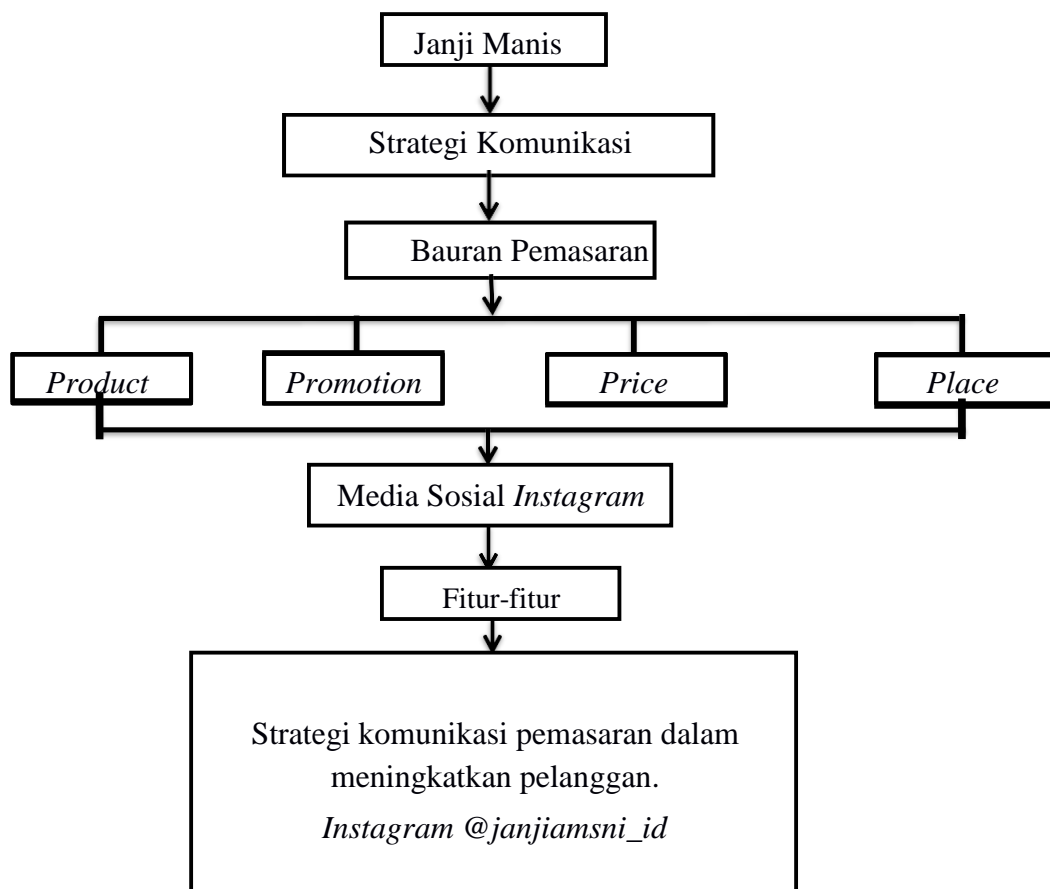 Janji Manis
Strategi Komunikasi
Bauran Pemasaran
Product
Promotion
Price
Place
Media Sosial Instagram
Fitur-fitur
Strategi komunikasi pemasaran dalam
meningkatkan pelanggan.
Instagram @janjiamsni_id